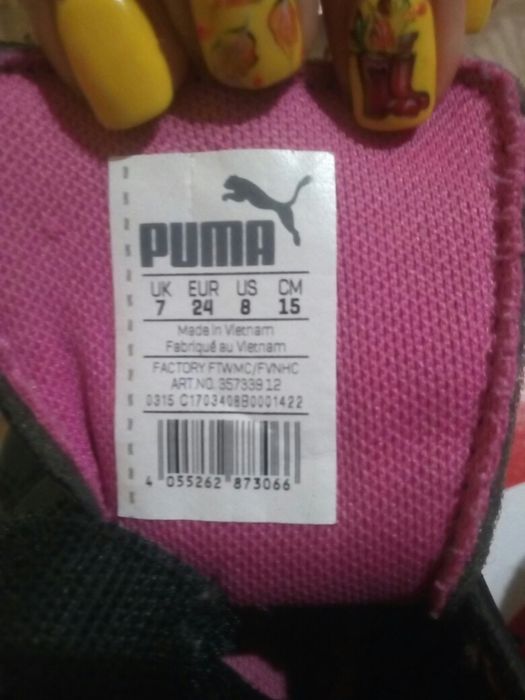 PUMA
UK EUR US CM
7 24 8 15
Made in Vietnam
Fabriqué au Vietnam
FACTORY FTWMC/FVNHC
ART.NO. 357339 12
0315 C1703408B0001422
4 055262 873066